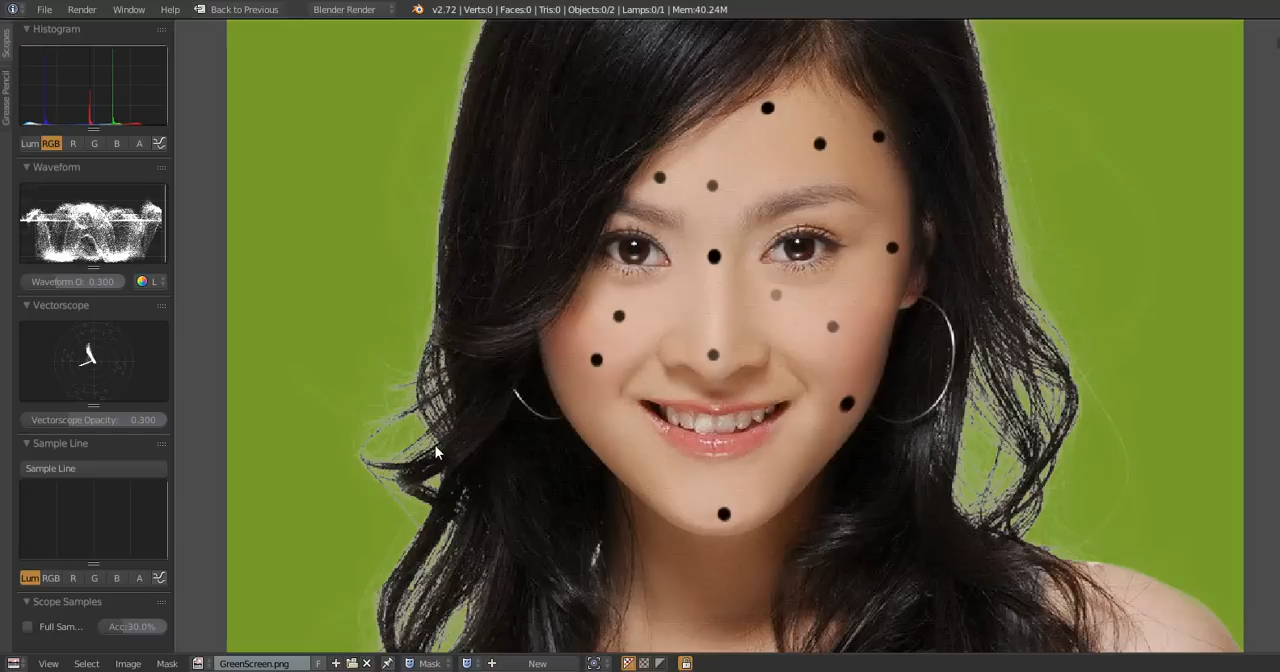 File Render Window Help Back to Previous Blender Render v2.72 | Verts:0 | Faces:0 | Tris:0 | Objects:0/2 | Lamps:0/1 | Mem:40.24M
Scopes
Grease Pencil
Histogram
Lum RGB R G B A
Waveform
Waveform O: 0.300 L
Vectorscope
Vectorscope Opacity: 0.300
Sample Line
Sample Line
Lum RGB R G B A
Scope Samples
Full Sam... Acc:30.0%
View Select Image Mask GreenScreen.png F Mask New